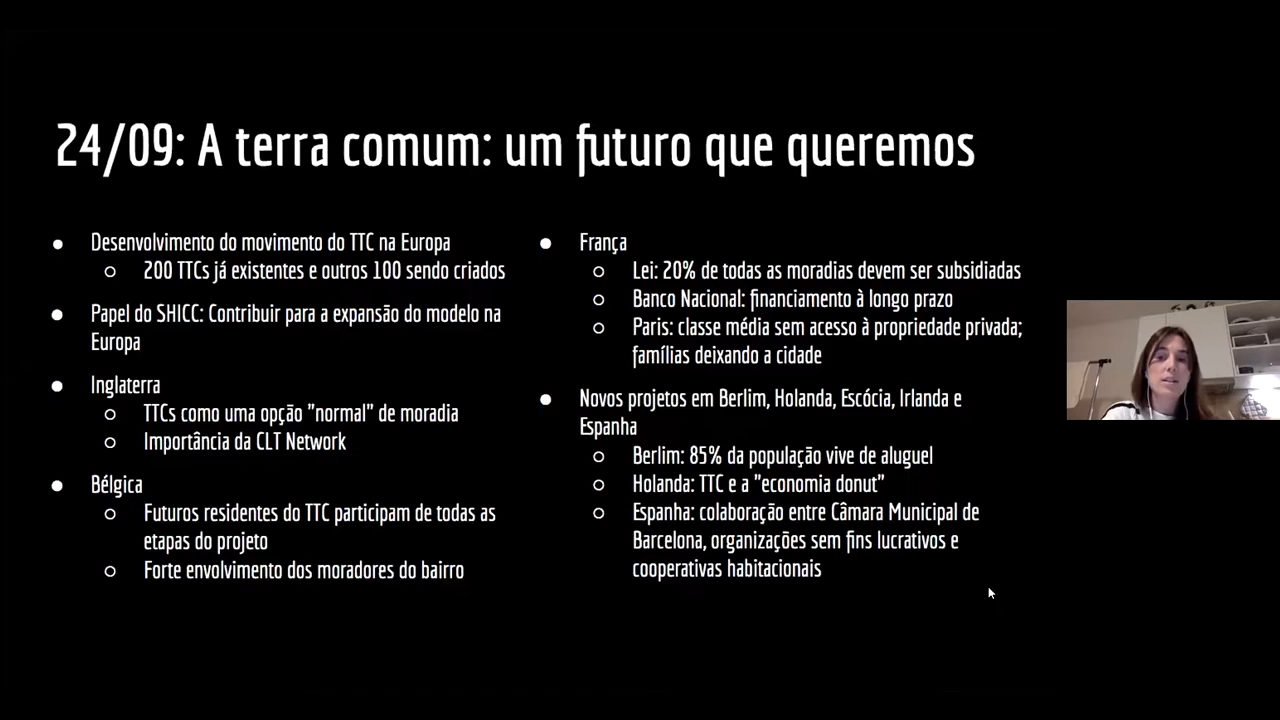 24/09: A terra comum: um futuro que queremos
● Desenvolvimento do movimento do TTC na Europa
○ 200 TTCs já existentes e outros 100 sendo criados
● Papel do SHICC: Contribuir para a expansão do modelo na
Europa
● Inglaterra
○ TTCs como uma opção "normal" de moradia
○ Importância da CLT Network
● Bélgica
○ Futuros residentes do TTC participam de todas as
etapas do projeto
○ Forte envolvimento dos moradores do bairro
● França
○ Lei: 20% de todas as moradias devem ser subsidiadas
○ Banco Nacional: financiamento à longo prazo
○ Paris: classe média sem acesso à propriedade privada;
famílias deixando a cidade
● Novos projetos em Berlim, Holanda, Escócia, Irlanda e
Espanha
○ Berlim: 85% da população vive de aluguel
○ Holanda: TTC e a "economia donut"
○ Espanha: colaboração entre Câmara Municipal de
Barcelona, organizações sem fins lucrativos e
cooperativas habitacionais